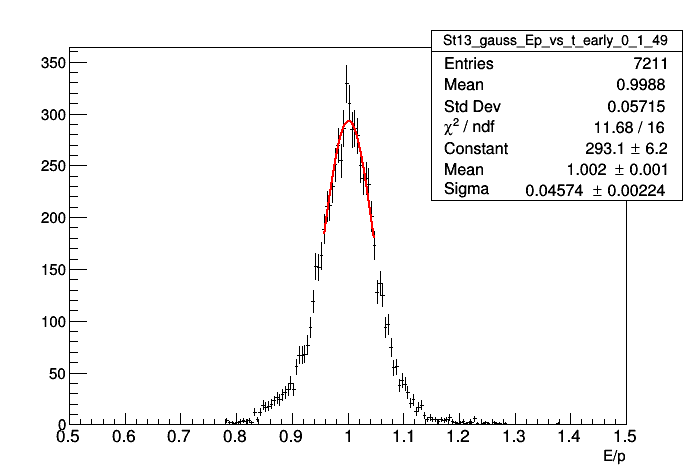 St13_gauss_Ep_vs_t_early_0_1_49
Entries 7211
Mean 0.9988
Std Dev 0.05715
χ² / ndf 11.68 / 16
Constant 293.1 ± 6.2
Mean 1.002 ± 0.001
Sigma 0.04574 ± 0.00224
350
300
250
200
150
100
50
0
0.5 0.6 0.7 0.8 0.9 1 1.1 1.2 1.3 1.4 1.5
E/p